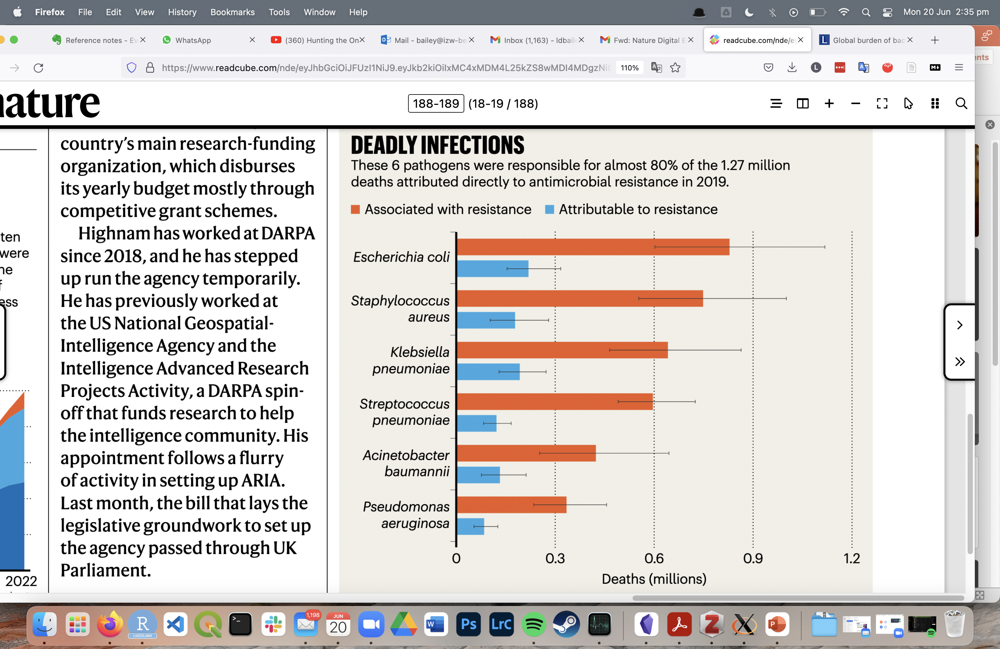 Firefox File Edit View History Bookmarks Tools Window Help Mon 20 Jun 2:35 pm
Reference notes - Ev WhatsApp (360) Hunting the On Mail - bailey@izw-be Inbox (1,163) - ldbaile Fwd: Nature Digital E readcube.com/nde/ey Global burden of bac
https://www.readcube.com/nde/ 110%
nature 188-189 (18-19 / 188)
ents
ten
were
ess
2022
country's main research-funding
organization, which disburses
its yearly budget mostly through
competitive grant schemes.
Highnam has worked at DARPA
since 2018, and he has stepped
up run the agency temporarily.
He has previously worked at
the US National Geospatial-
Intelligence Agency and the
Intelligence Advanced Research
Projects Activity, a DARPA spin-
off that funds research to help
the intelligence community. His
appointment follows a flurry
of activity in setting up ARIA.
Last month, the bill that lays the
legislative groundwork to set up
the agency passed through UK
Parliament.
DEADLY INFECTIONS
These 6 pathogens were responsible for almost 80% of the 1.27 million
deaths attributed directly to antimicrobial resistance in 2019.
Associated with resistance Attributable to resistance
Escherichia coli
Staphylococcus
aureus
Klebsiella
pneumoniae
Streptococcus
pneumoniae
Acinetobacter
baumannii
Pseudomonas
aeruginosa
0 0.3 0.6 0.9 1.2
Deaths (millions)
R
LM2GLMM
1,198
JUN
20
W
Ps
LrC
Z
X
P